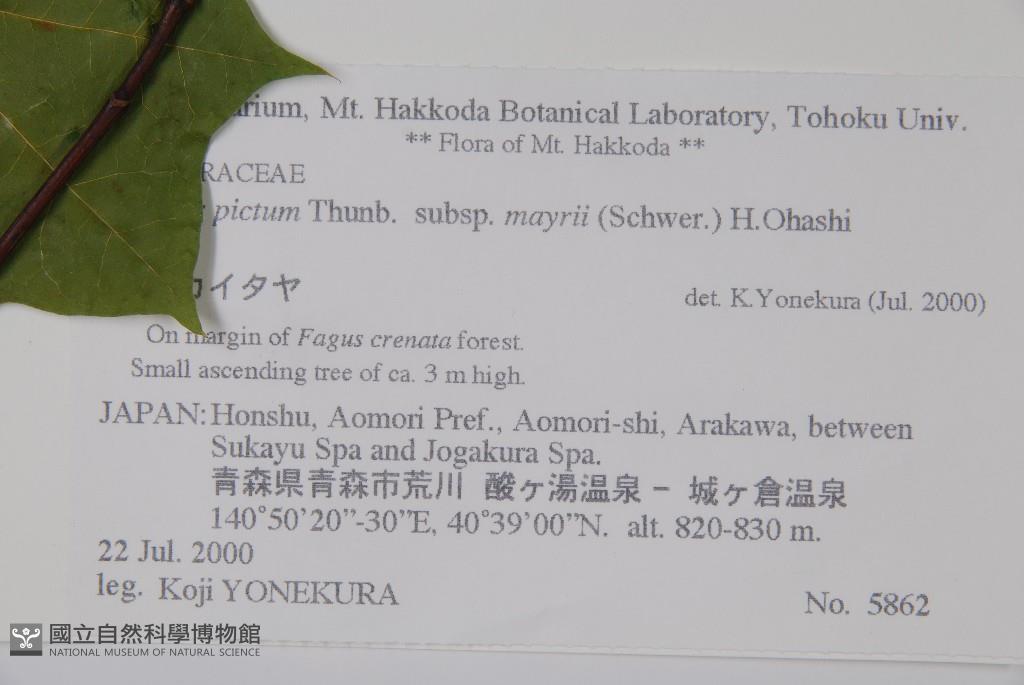 arium, Mt. Hakkoda Botanical Laboratory, Tohoku Univ.
** Flora of Mt. Hakkoda **
RACEAE
pictum Thunb. subsp. mayrii (Schwer.) H.Ohashi
カイタヤ
det. K.Yonekura (Jul. 2000)
On margin of Fagus crenata forest.
Small ascending tree of ca. 3 m high.
JAPAN: Honshu, Aomori Pref., Aomori-shi, Arakawa, between
Sukayu Spa and Jogakura Spa.
青森県青森市荒川 酸ヶ湯温泉－ 城ヶ倉温泉
140°50'20”-30”E, 40°39'00”N. alt. 820-830 m.
22 Jul. 2000
leg. Koji YONEKURA
No. 5862
國立自然科學博物館
NATIONAL MUSEUM OF NATURAL SCIENCE